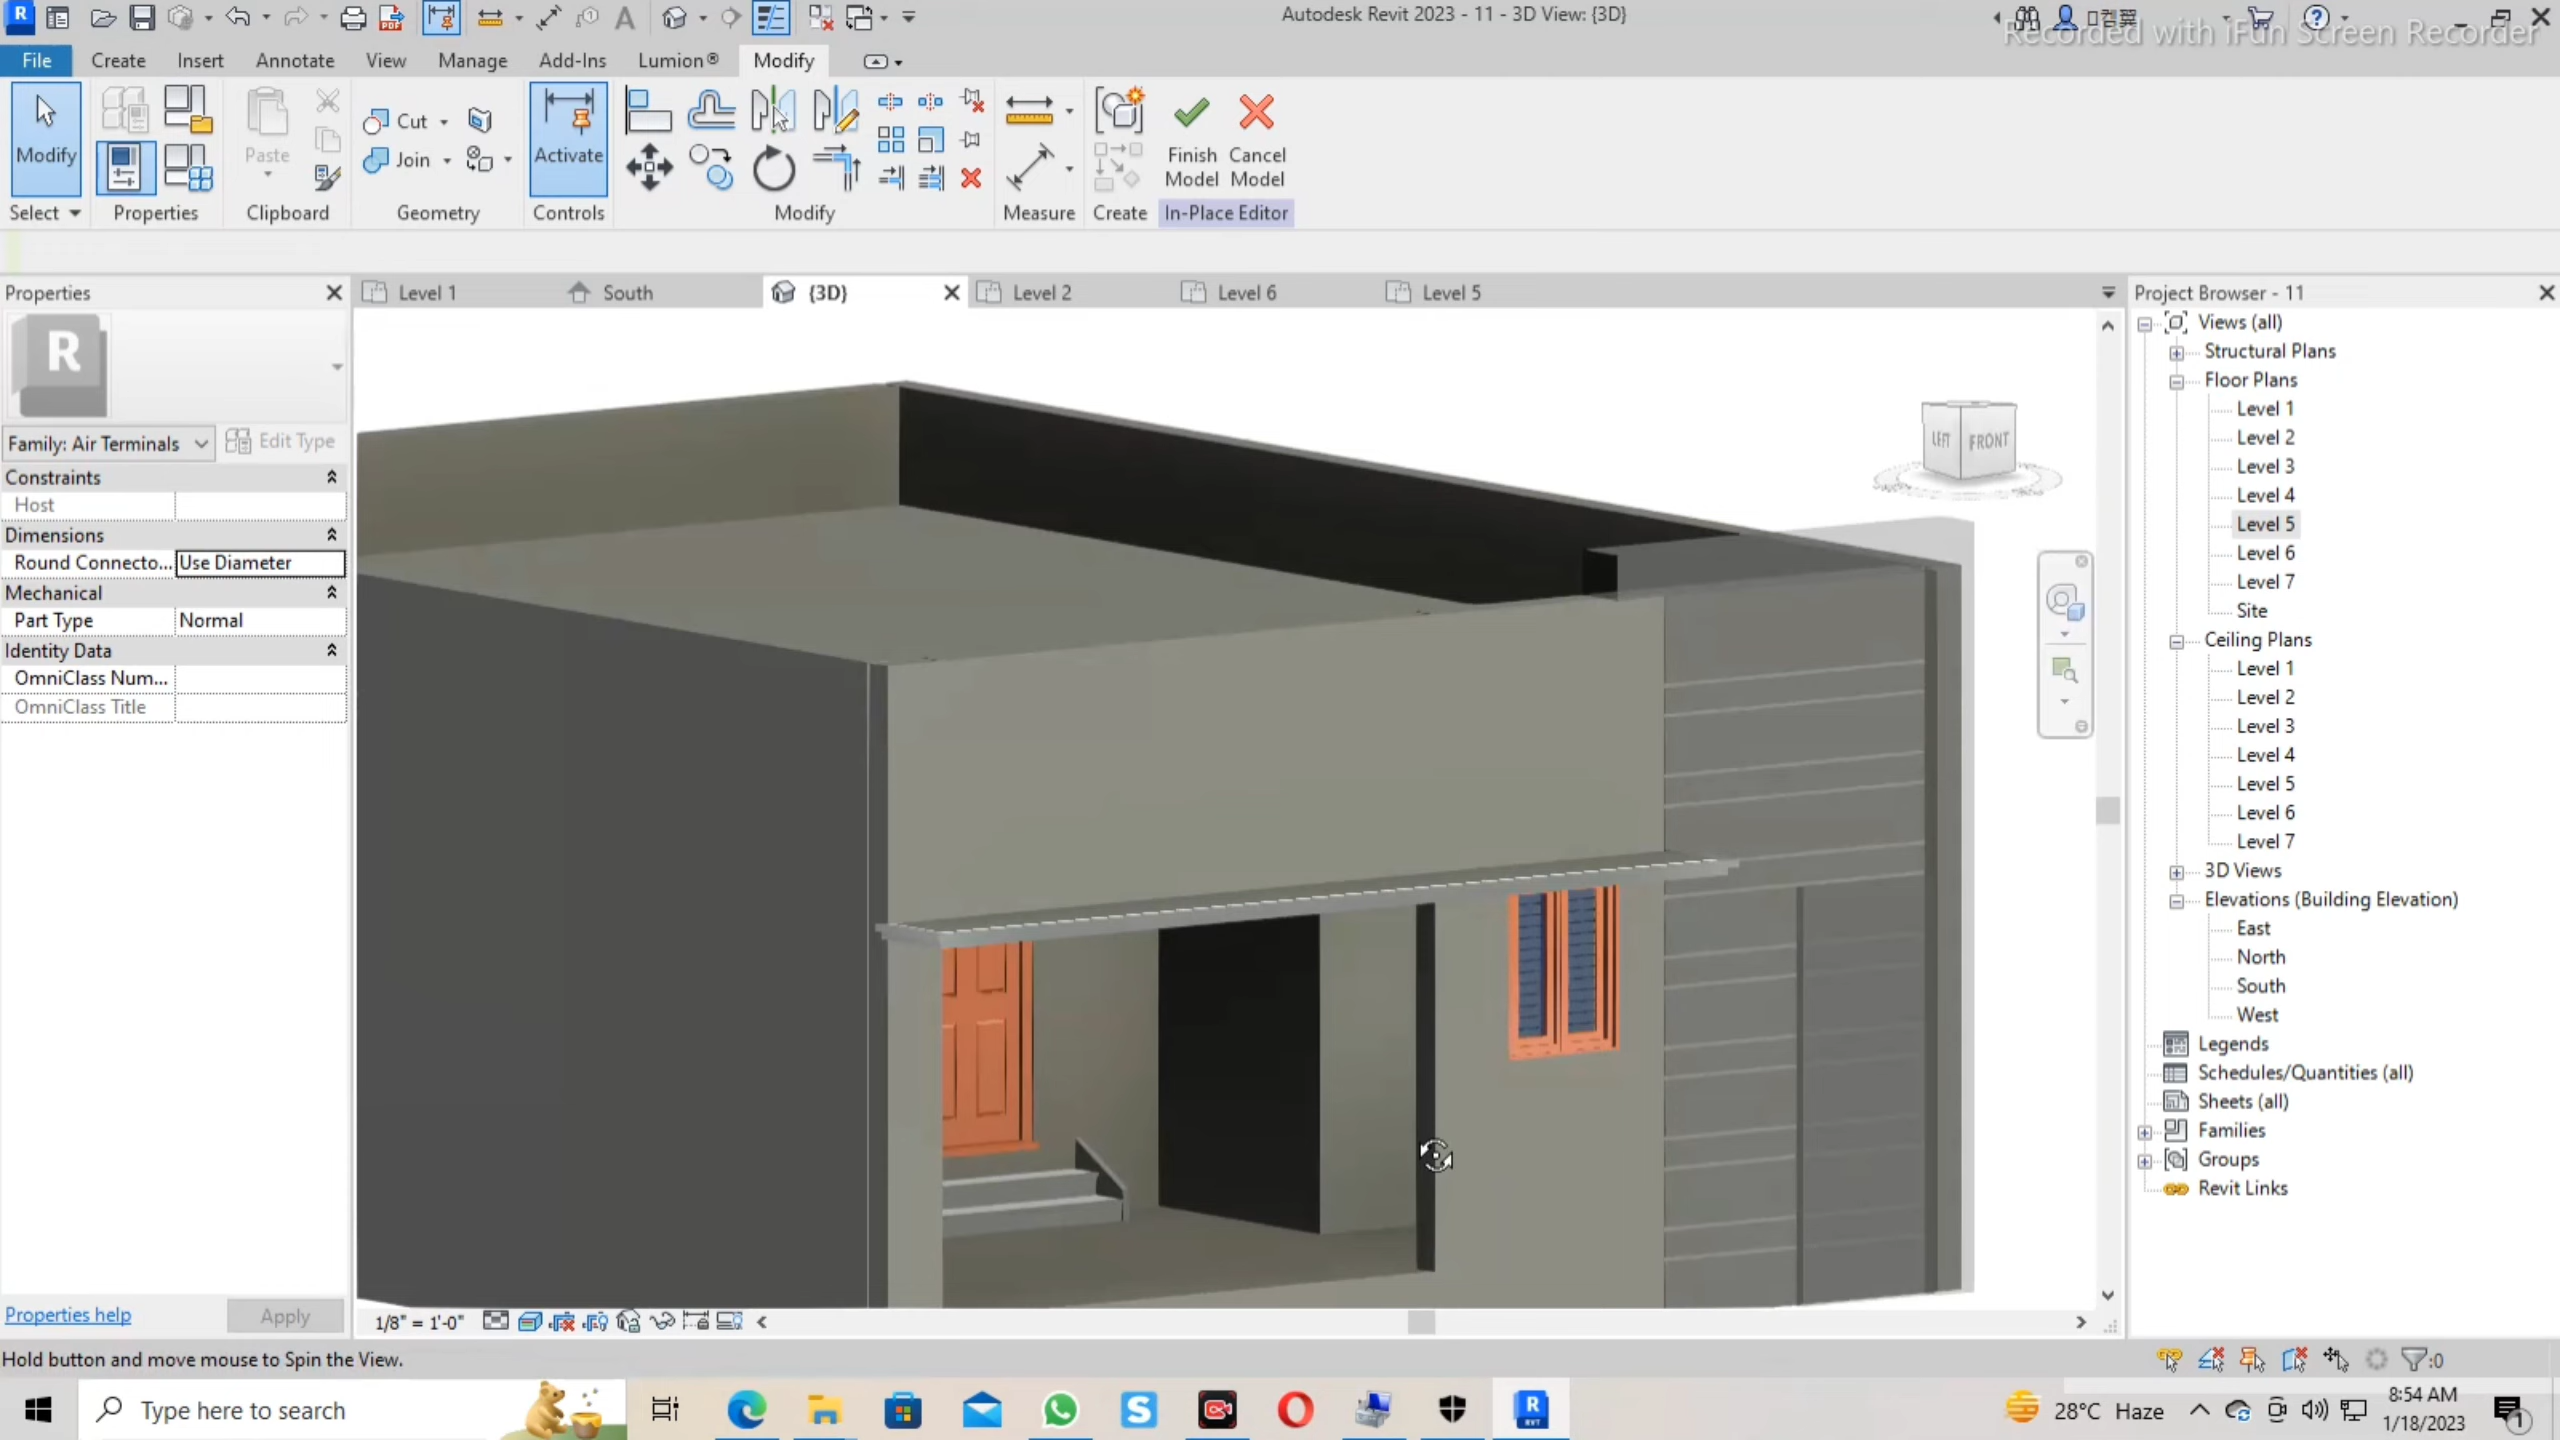 Autodesk Revit 2023 - 11 - 3D View: {3D}
Recorded with iFun Screen Recorder
File Create Insert Annotate View Manage Add-Ins Lumion® Modify
Modify
Paste
Cut
Join
Activate
Finish Model
Cancel Model
Select Properties Clipboard Geometry Controls Modify Measure Create In-Place Editor
Properties
Level 1 South {3D} Level 2 Level 6 Level 5
Project Browser - 11
R
Family: Air Terminals Edit Type
Constraints
Host
Dimensions
Round Connecto... Use Diameter
Mechanical
Part Type Normal
Identity Data
OmniClass Num...
OmniClass Title
Properties help Apply
LEFT FRONT
Views (all)
Structural Plans
Floor Plans
Level 1
Level 2
Level 3
Level 4
Level 5
Level 6
Level 7
Site
Ceiling Plans
Level 1
Level 2
Level 3
Level 4
Level 5
Level 6
Level 7
3D Views
Elevations (Building Elevation)
East
North
South
West
Legends
Schedules/Quantities (all)
Sheets (all)
Families
Groups
Revit Links
1/8" = 1'-0"
Hold button and move mouse to Spin the View.
:0
Type here to search
28°C Haze
8:54 AM
1/18/2023
1